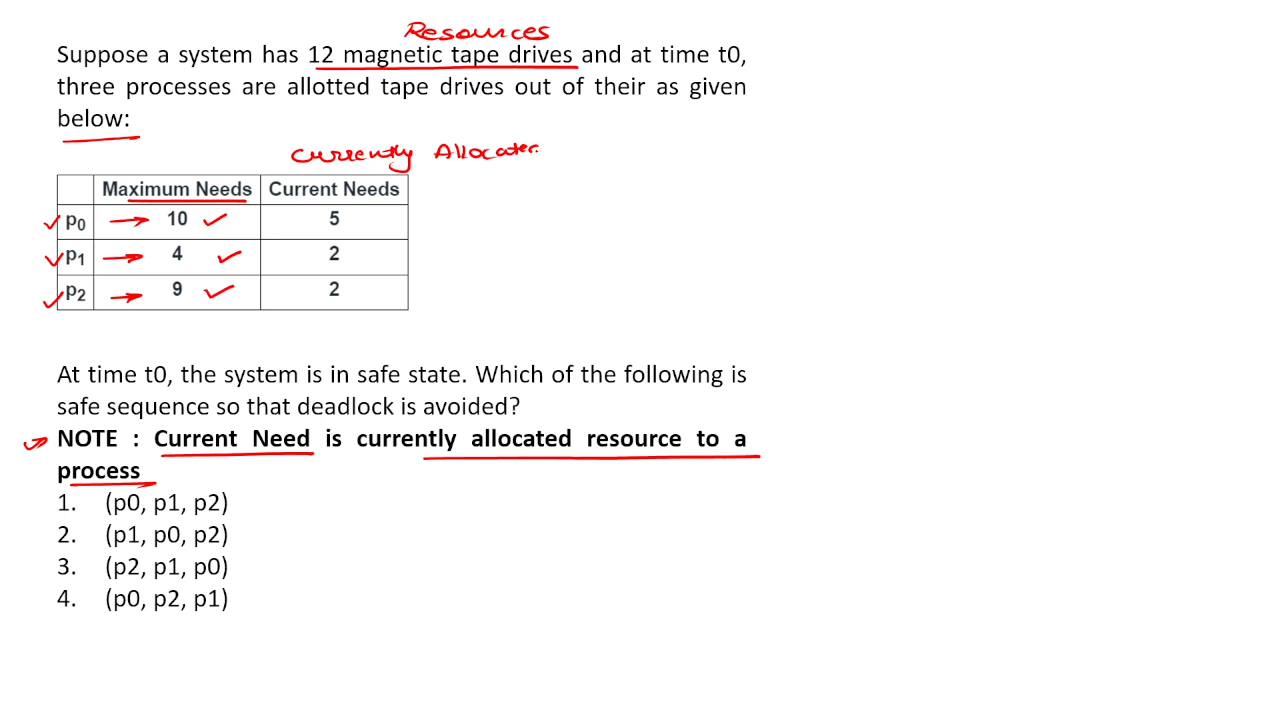 Resources
Suppose a system has 12 magnetic tape drives and at time t0,
three processes are allotted tape drives out of their as given
below:
Currently Allocated
Maximum Needs Current Needs
p0 10 5
p1 4 2
p2 9 2
At time t0, the system is in safe state. Which of the following is
safe sequence so that deadlock is avoided?
NOTE : Current Need is currently allocated resource to a
process
1. (p0, p1, p2)
2. (p1, p0, p2)
3. (p2, p1, p0)
4. (p0, p2, p1)